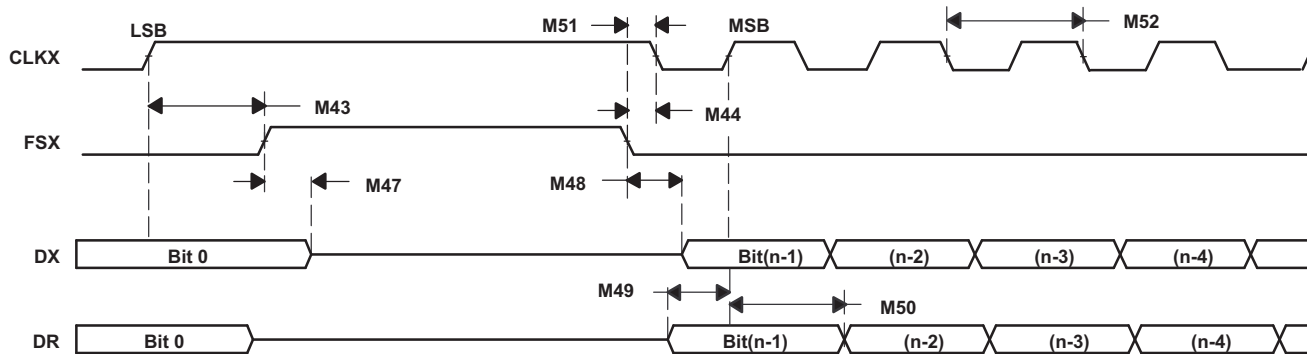 LSB
M51
MSB
M52
CLKX
M43
M44
FSX
M47
M48
DX
Bit 0
Bit(n-1)
(n-2)
(n-3)
(n-4)
M49
M50
DR
Bit 0
Bit(n-1)
(n-2)
(n-3)
(n-4)